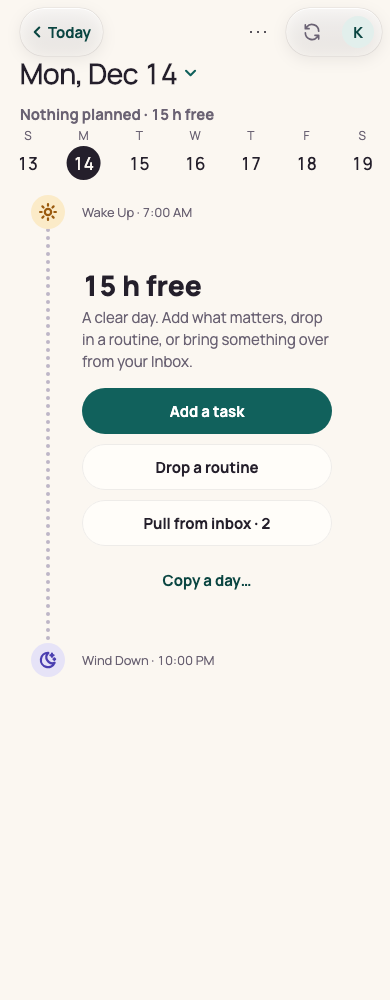 Today
...
K
Mon, Dec 14
Nothing planned · 15 h free
S M T W T F S
13 14 15 16 17 18 19
Wake Up · 7:00 AM
15 h free
A clear day. Add what matters, drop
in a routine, or bring something over
from your Inbox.
Add a task
Drop a routine
Pull from inbox · 2
Copy a day...
Wind Down · 10:00 PM